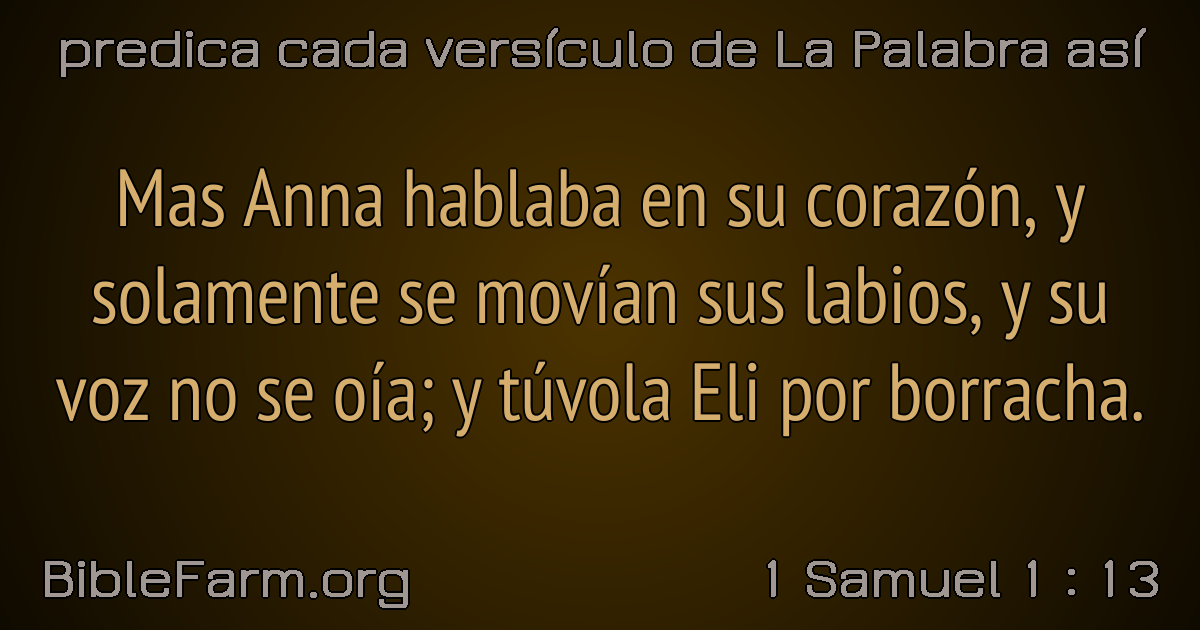 predica cada versículo de La Palabra así
Mas Anna hablaba en su corazón, y
solamente se movían sus labios, y su
voz no se oía; y túvola Eli por borracha.
BibleFarm.org
1 Samuel 1 : 13